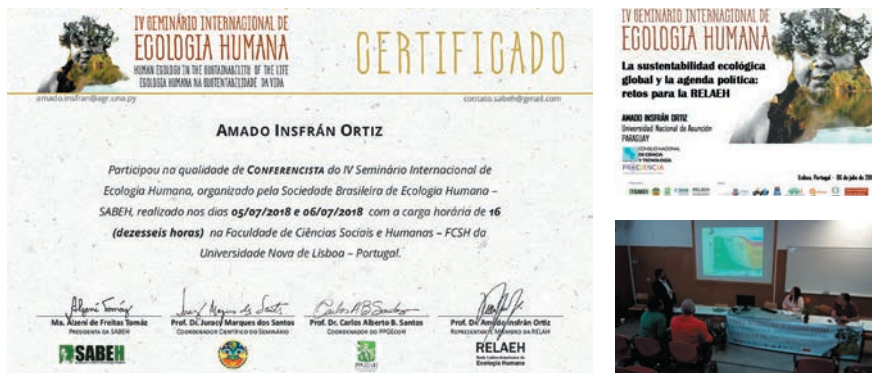 IV SEMINÁRIO INTERNACIONAL DE
ECOLOGIA HUMANA
HUMAN ECOLOGY IN THE SUSTAINABILITY OF THE LIFE
ECOLOGIA HUMANA NA SUSTENTABILIDADE DA VIDA
CERTIFICADO
amado.insfran@agr.una.py
contato.sabeh@gmail.com
AMADO INSFRÁN ORTIZ
Participou na qualidade de CONFERENCISTA do IV Seminário Internacional de
Ecologia Humana, organizado pela Sociedade Brasileira de Ecologia Humana –
SABEH, realizado nos dias 05/07/2018 e 06/07/2018 com a carga horária de 16
(dezesseis horas) na Faculdade de Ciências Sociais e Humanas – FCSH da
Universidade Nova de Lisboa – Portugal.
Ma. Alzeni de Freitas Tomáz
PRESIDENTA DA SABEH
SABEH
Prof. Dr. Juracy Marques dos Santos
COORDENADOR CIENTÍFICO DO SEMINÁRIO
Prof. Dr. Carlos Alberto B. Santos
COORDENADOR DO PPGECOH
PPGECOH
Prof. Dr. Amado Insfrán Ortiz
REPRESENTANTE MEMBRO DA RELAEH
RELAEH
Ecología Humana
IV SEMINÁRIO INTERNACIONAL DE
ECOLOGIA HUMANA
La sustentabilidad ecológica
global y la agenda política:
retos para la RELAEH
AMADO INSFRÁN ORTIZ
Universidad Nacional de Asunción
PARAGUAY
CONSEJO NACIONAL
DE CIENCIA
Y TECNOLOGÍA
PROCIENCIA
SABEH
RELAEH